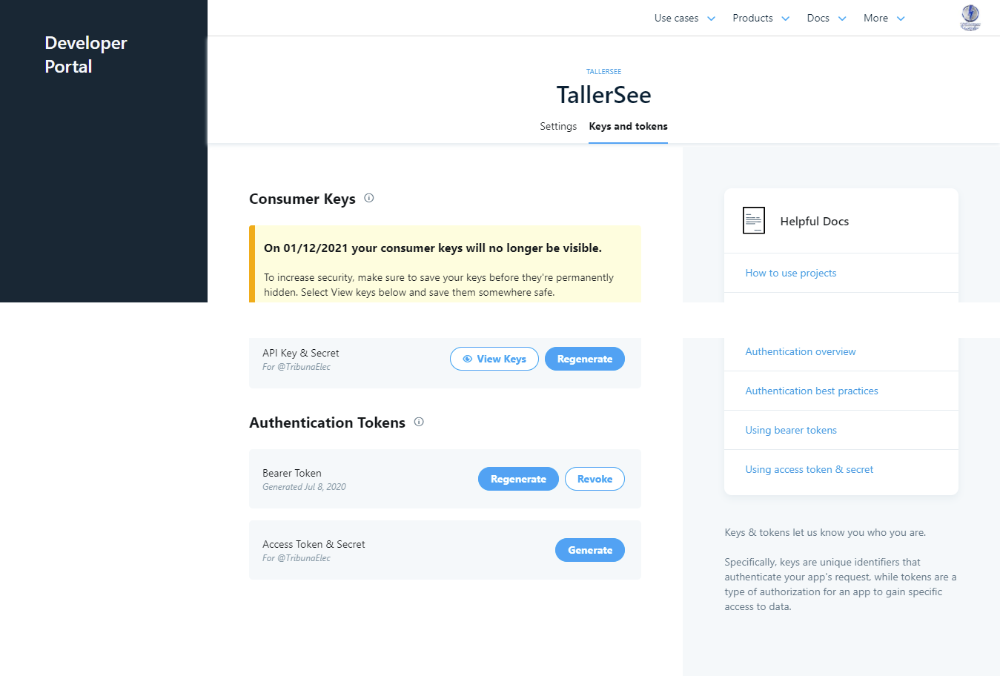 Developer
Portal
Use cases
Products
Docs
More
TALLERSEE
TallerSee
Settings
Keys and tokens
Consumer Keys
On 01/12/2021 your consumer keys will no longer be visible.
To increase security, make sure to save your keys before they're permanently
hidden. Select View keys below and save them somewhere safe.
API Key & Secret
For @TribunaElec
View Keys
Regenerate
Authentication Tokens
Bearer Token
Generated Jul 8, 2020
Regenerate
Revoke
Access Token & Secret
For @TribunaElec
Generate
Helpful Docs
How to use projects
Authentication overview
Authentication best practices
Using bearer tokens
Using access token & secret
Keys & tokens let us know you who you are.
Specifically, keys are unique identifiers that
authenticate your app's request, while tokens are a
type of authorization for an app to gain specific
access to data.